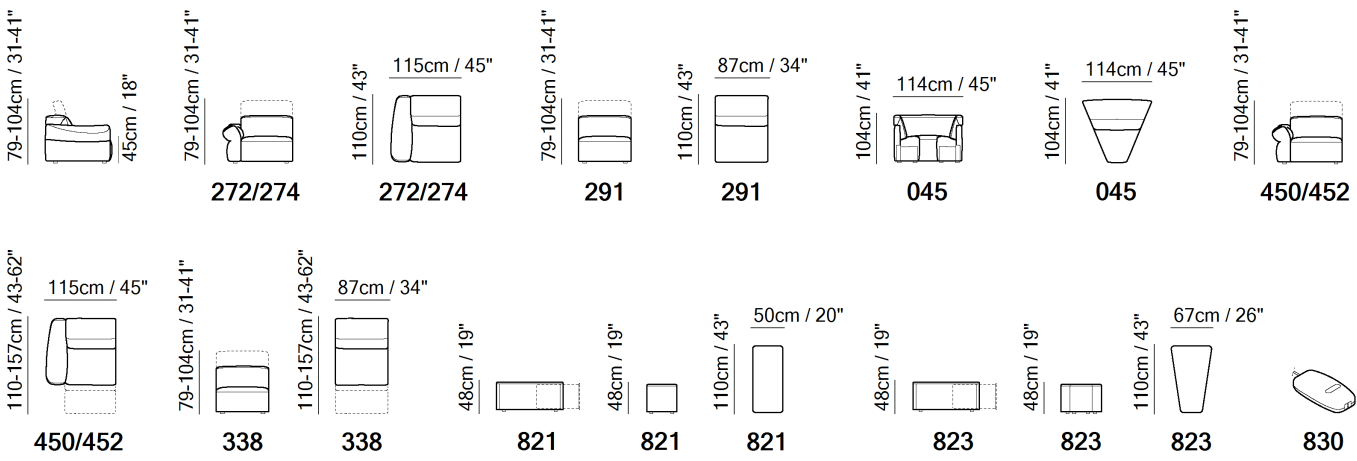 79-104cm / 31-41"
45cm / 18"
79-104cm / 31-41"
272/274
110cm / 43"
115cm / 45"
272/274
79-104cm / 31-41"
291
110cm / 43"
87cm / 34"
291
104cm / 41"
114cm / 45"
045
104cm / 41"
114cm / 45"
045
79-104cm / 31-41"
450/452
110-157cm / 43-62"
115cm / 45"
450/452
79-104cm / 31-41"
338
110-157cm / 43-62"
87cm / 34"
338
48cm / 19"
821
48cm / 19"
821
110cm / 43"
50cm / 20"
821
48cm / 19"
823
48cm / 19"
823
110cm / 43"
67cm / 26"
823
830